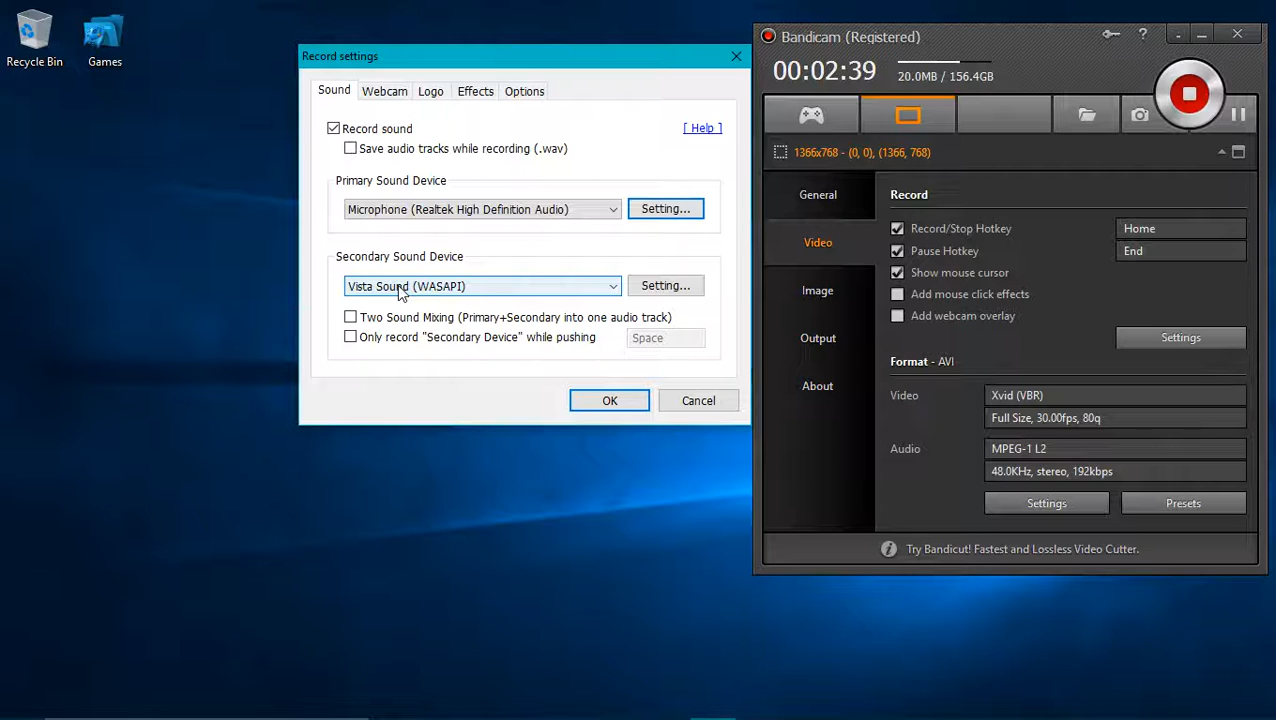 Recycle Bin
Games
Record settings
Sound Webcam Logo Effects Options
Record sound
[ Help ]
Save audio tracks while recording (.wav)
Primary Sound Device
Microphone (Realtek High Definition Audio)
Setting...
Secondary Sound Device
Vista Sound (WASAPI)
Setting...
Two Sound Mixing (Primary+Secondary into one audio track)
Only record "Secondary Device" while pushing
Space
OK
Cancel
Bandicam (Registered)
?
00:02:39
20.0MB / 156.4GB
1366x768 - (0, 0), (1366, 768)
General
Video
Image
Output
About
Record
Record/Stop Hotkey
Home
Pause Hotkey
End
Show mouse cursor
Add mouse click effects
Add webcam overlay
Settings
Format - AVI
Video
Xvid (VBR)
Full Size, 30.00fps, 80q
Audio
MPEG-1 L2
48.0KHz, stereo, 192kbps
Settings
Presets
Try Bandicut! Fastest and Lossless Video Cutter.